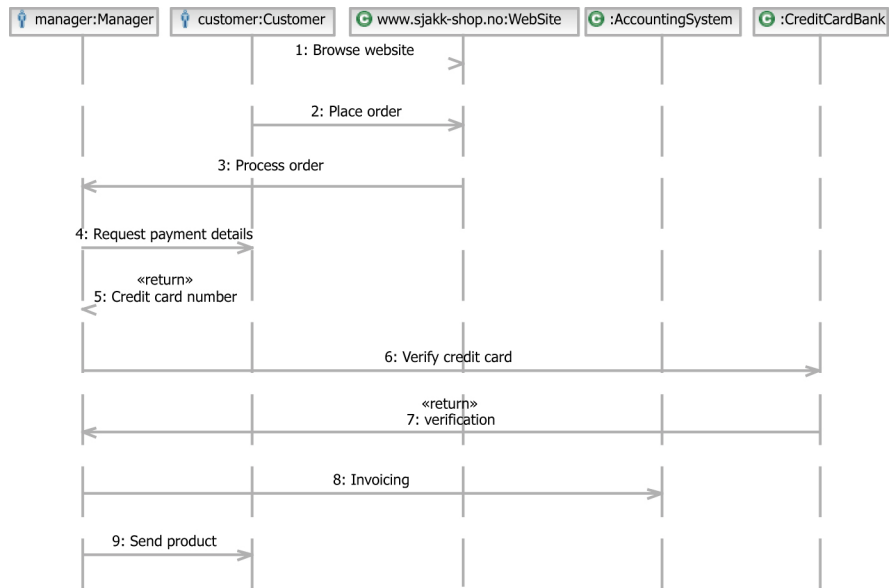 manager:Manager
customer:Customer
www.sjakk-shop.no:WebSite
C :AccountingSystem
C :CreditCardBank
1: Browse website
2: Place order
3: Process order
4: Request payment details
«return»
5: Credit card number
6: Verify credit card
«return»
7: verification
8: Invoicing
9: Send product